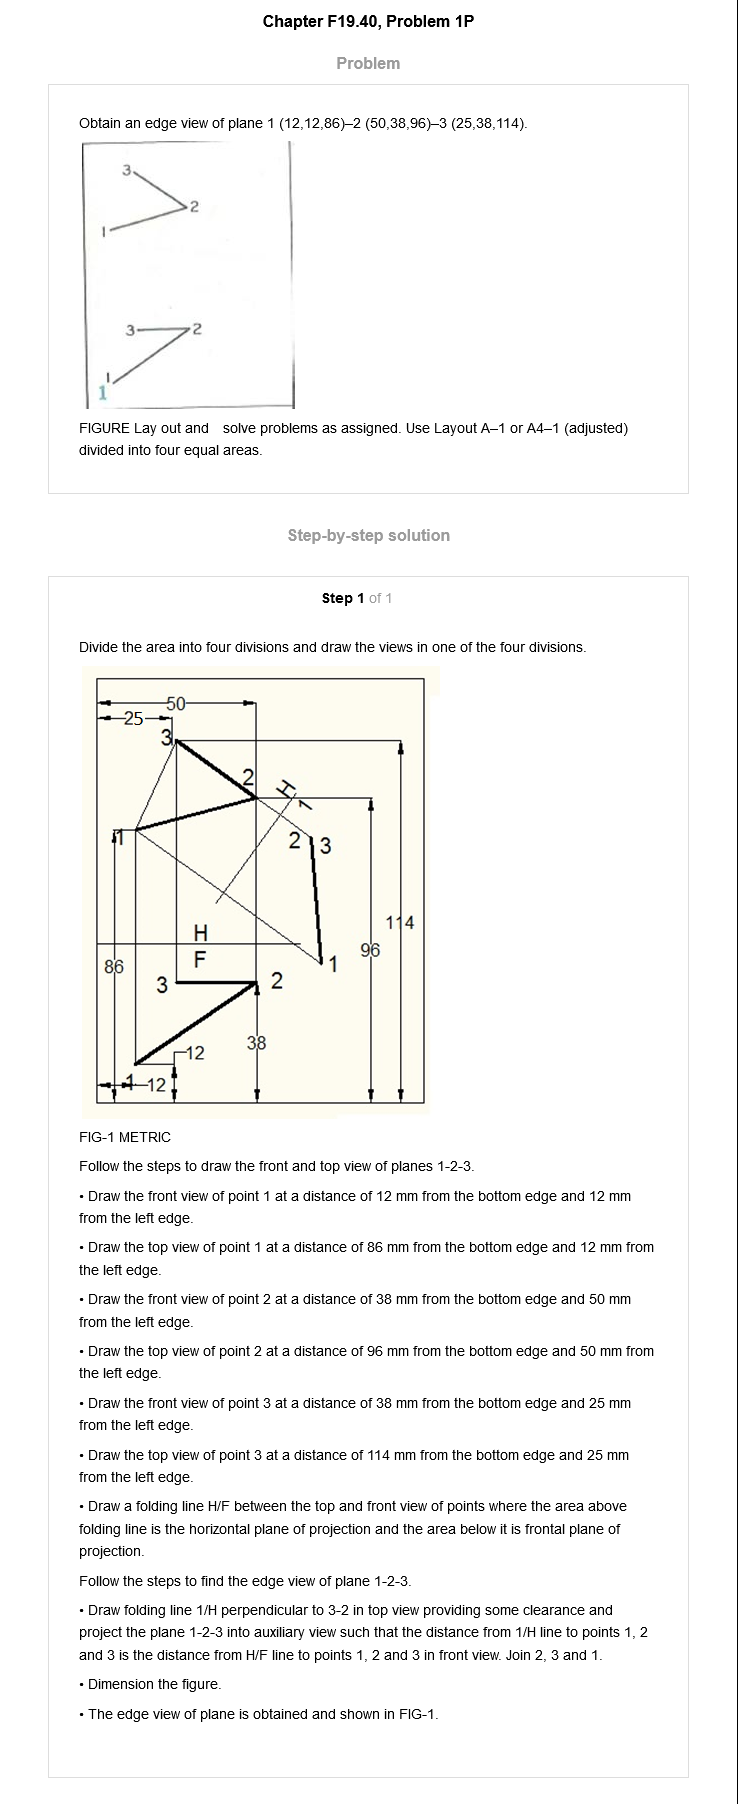 Chapter F19.40, Problem 1P
Problem
Obtain an edge view of plane 1 (12,12,86)–2 (50,38,96)–3 (25,38,114).
3
2
1
3
2
1
1
FIGURE Lay out and solve problems as assigned. Use Layout A–1 or A4–1 (adjusted)
divided into four equal areas.
Step-by-step solution
Step 1 of 1
Divide the area into four divisions and draw the views in one of the four divisions.
50
25
3
2
H
1
1
2 3
114
H
96
F
86
1
3
2
38
12
1
12
FIG-1 METRIC
Follow the steps to draw the front and top view of planes 1-2-3.
• Draw the front view of point 1 at a distance of 12 mm from the bottom edge and 12 mm
from the left edge.
• Draw the top view of point 1 at a distance of 86 mm from the bottom edge and 12 mm from
the left edge.
• Draw the front view of point 2 at a distance of 38 mm from the bottom edge and 50 mm
from the left edge.
• Draw the top view of point 2 at a distance of 96 mm from the bottom edge and 50 mm from
the left edge.
• Draw the front view of point 3 at a distance of 38 mm from the bottom edge and 25 mm
from the left edge.
• Draw the top view of point 3 at a distance of 114 mm from the bottom edge and 25 mm
from the left edge.
• Draw a folding line H/F between the top and front view of points where the area above
folding line is the horizontal plane of projection and the area below it is frontal plane of
projection.
Follow the steps to find the edge view of plane 1-2-3.
• Draw folding line 1/H perpendicular to 3-2 in top view providing some clearance and
project the plane 1-2-3 into auxiliary view such that the distance from 1/H line to points 1, 2
and 3 is the distance from H/F line to points 1, 2 and 3 in front view. Join 2, 3 and 1.
• Dimension the figure.
• The edge view of plane is obtained and shown in FIG-1.